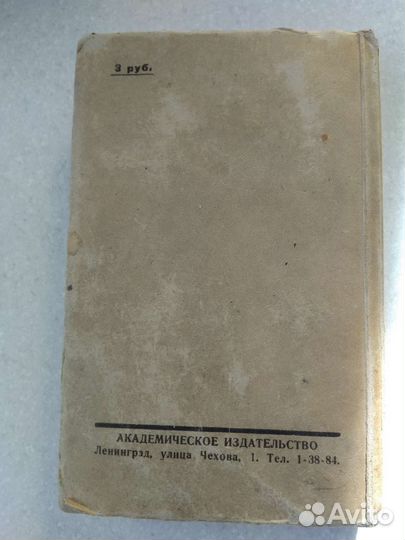 3 руб.
АКАДЕМИЧЕСКОЕ ИЗДАТЕЛЬСТВО
Ленинград, улица Чехова, 1. Тел. 1-38-84.
Avito